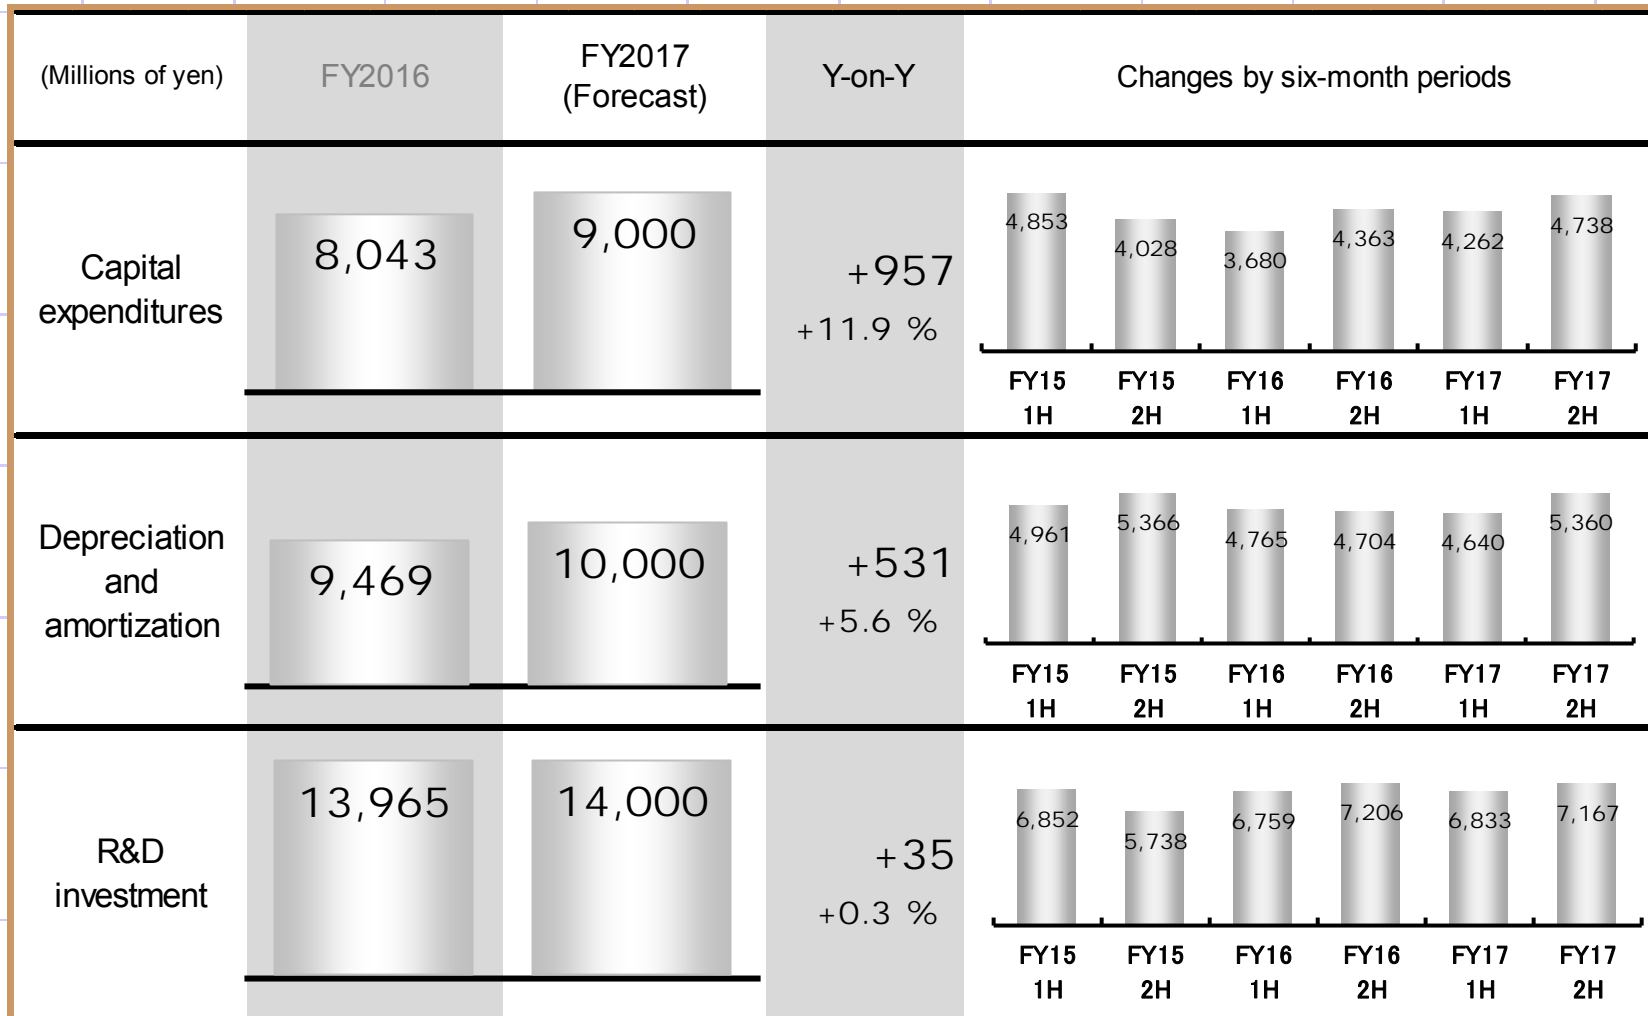 (Millions of yen)
FY2016
FY2017
(Forecast)
Y-on-Y
Changes by six-month periods
Capital
expenditures
8,043
9,000
+957
+11.9 %
4,853
4,028
3,680
4,363
4,262
4,738
FY15 FY15 FY16 FY16 FY17 FY17
1H 2H 1H 2H 1H 2H
Depreciation
and
amortization
9,469
10,000
+531
+5.6 %
4,961
5,366
4,765
4,704
4,640
5,360
FY15 FY15 FY16 FY16 FY17 FY17
1H 2H 1H 2H 1H 2H
R&D
investment
13,965
14,000
+35
+0.3 %
6,852
5,738
6,759
7,206
6,833
7,167
FY15 FY15 FY16 FY16 FY17 FY17
1H 2H 1H 2H 1H 2H